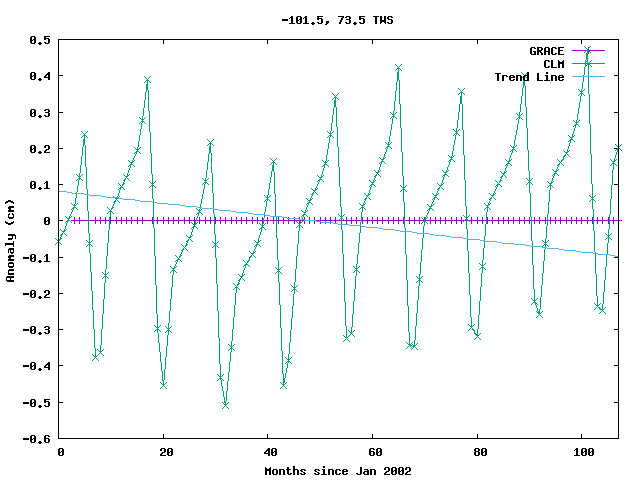 -101.5, 73.5 TWS
GRACE
CLM
Trend Line
0.5
0.4
0.3
0.2
0.1
0
-0.1
-0.2
-0.3
-0.4
-0.5
-0.6
Anomaly (cm)
0 20 40 60 80 100
Months since Jan 2002